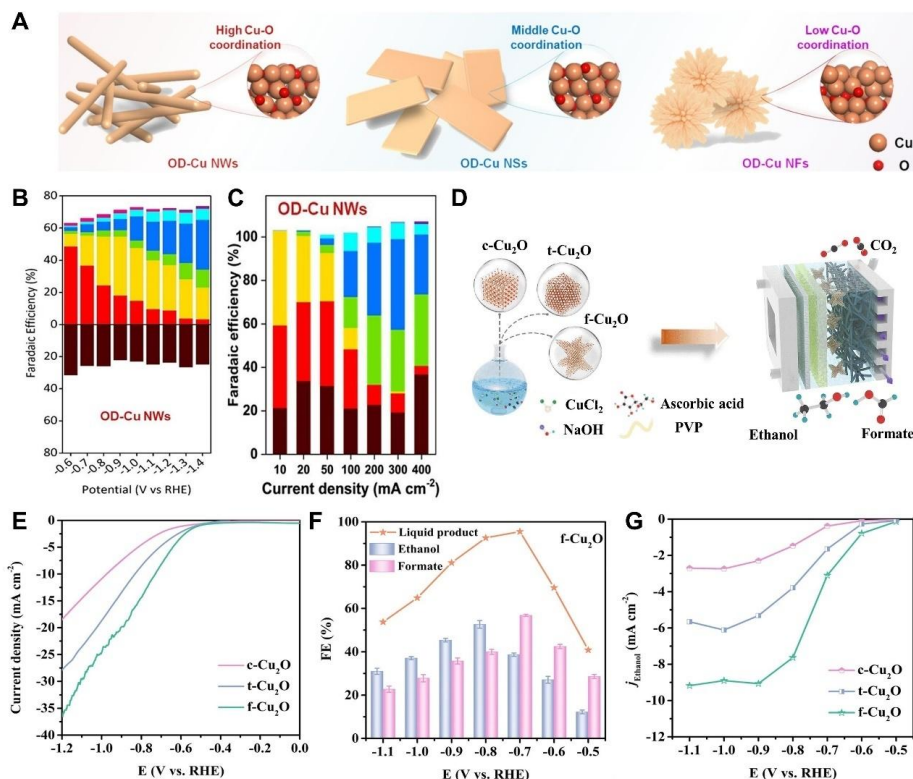 A
High Cu-O
coordination
Middle Cu-O
coordination
Low Cu-O
coordination
OD-Cu NWs
OD-Cu NSs
OD-Cu NFs
Cu
O
B
80
60
40
20
0
20
40
60
80
Faradaic Efficiency (%)
OD-Cu NWs
-0.6
-0.7
-0.8
-0.9
-1.0
-1.1
-1.2
-1.3
-1.4
Potential (V vs RHE)
C
OD-Cu NWs
100
80
60
40
20
0
Faradaic efficiency (%)
10 20 50 100 200 300 400
Current density (mA cm⁻²)
D
c-Cu₂O
t-Cu₂O
f-Cu₂O
CuCl₂
Ascorbic acid
NaOH
PVP
CO₂
Ethanol
Formate
E
0
-5
-10
-15
-20
-25
-30
-35
-40
Current density (mA cm⁻²)
c-Cu₂O
t-Cu₂O
f-Cu₂O
-1.2 -1.0 -0.8 -0.6 -0.4 -0.2 0.0
E (V vs. RHE)
F
100
80
60
40
20
0
FE (%)
Liquid product
Ethanol
Formate
f-Cu₂O
-1.1 -1.0 -0.9 -0.8 -0.7 -0.6 -0.5
E (V vs. RHE)
G
0
-2
-4
-6
-8
-10
-12
jEthanol (mA cm⁻²)
c-Cu₂O
t-Cu₂O
f-Cu₂O
-1.1 -1.0 -0.9 -0.8 -0.7 -0.6 -0.5
E (V vs. RHE)